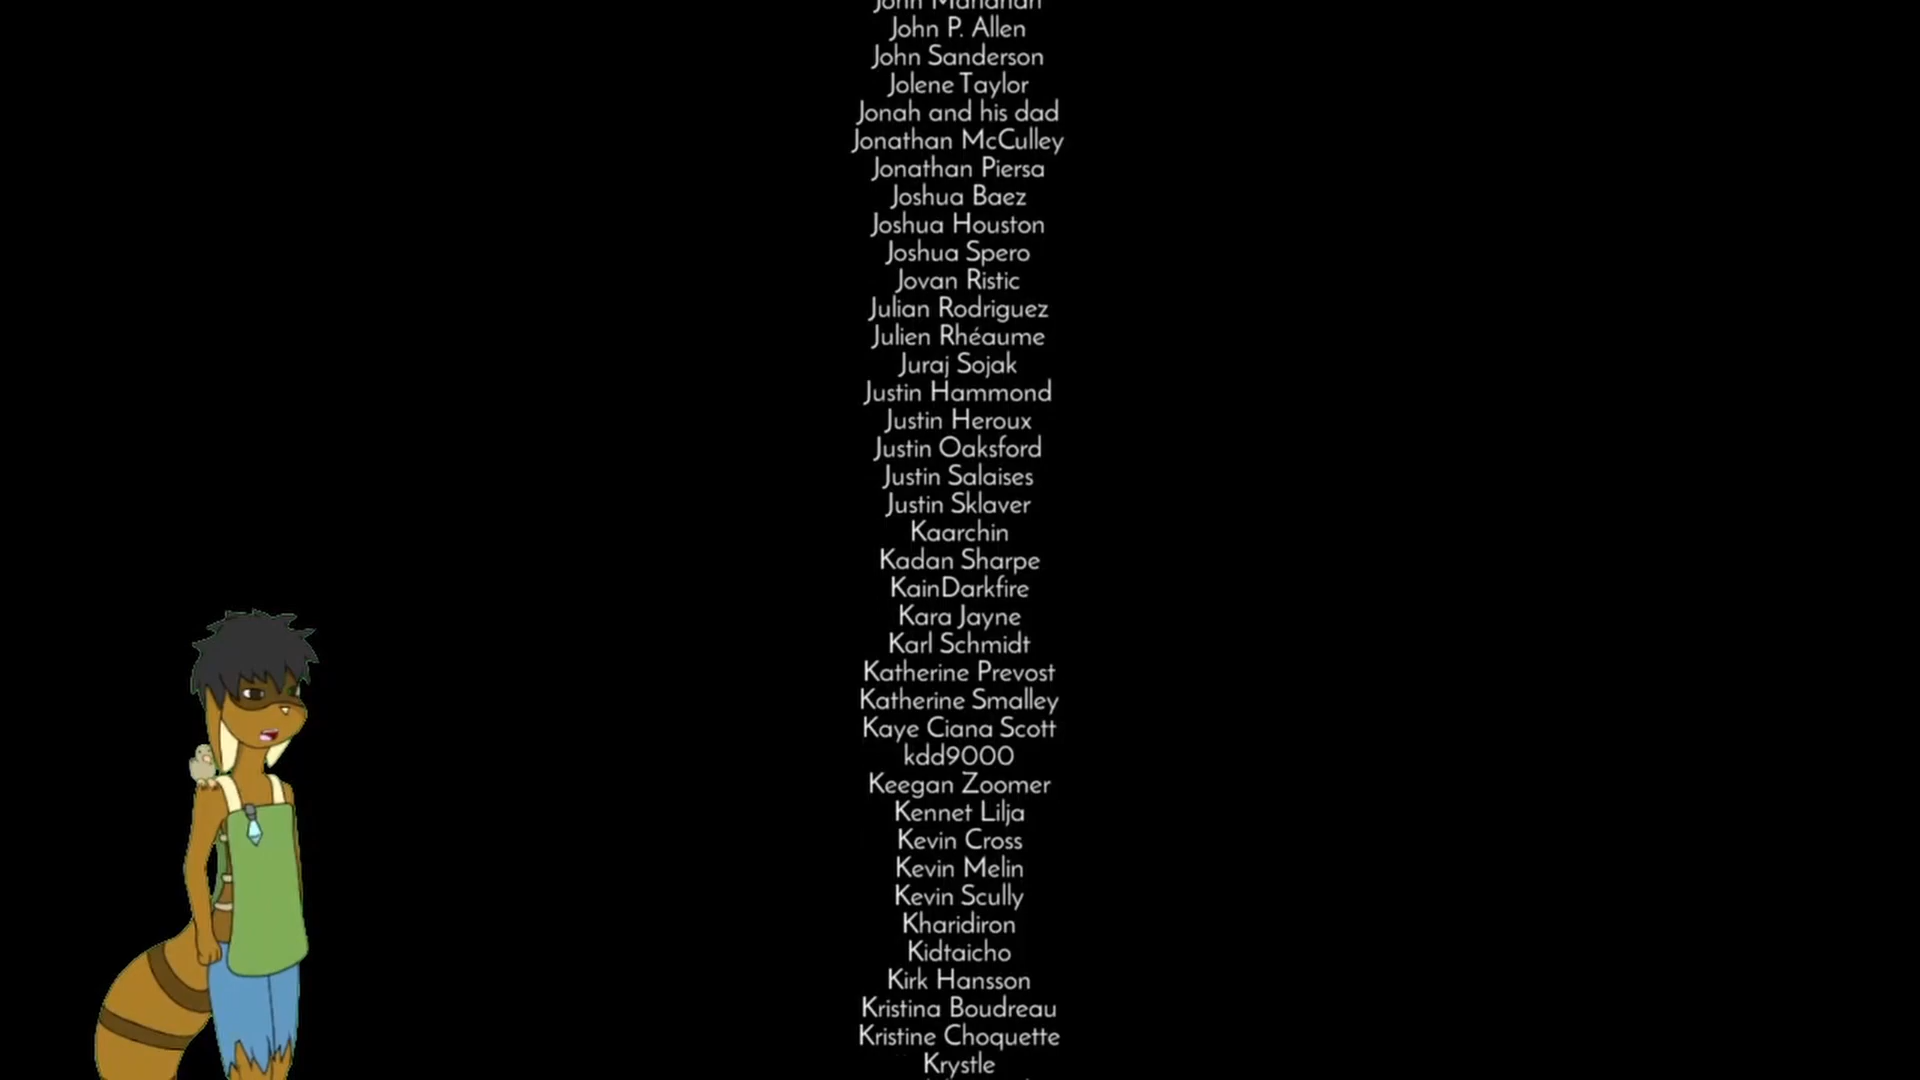 John P. Allen
John Sanderson
Jolene Taylor
Jonah and his dad
Jonathan McCulley
Jonathan Piersa
Joshua Baez
Joshua Houston
Joshua Spero
Jovan Ristic
Julian Rodriguez
Julien Rhéaume
Juraj Sojak
Justin Hammond
Justin Heroux
Justin Oaksford
Justin Salaises
Justin Sklaver
Kaarchin
Kadan Sharpe
KainDarkfire
Kara Jayne
Karl Schmidt
Katherine Prevost
Katherine Smalley
Kaye Ciana Scott
kdd9000
Keegan Zoomer
Kennet Lilja
Kevin Cross
Kevin Melin
Kevin Scully
Kharidiron
Kidtaicho
Kirk Hansson
Kristina Boudreau
Kristine Choquette
Krystle